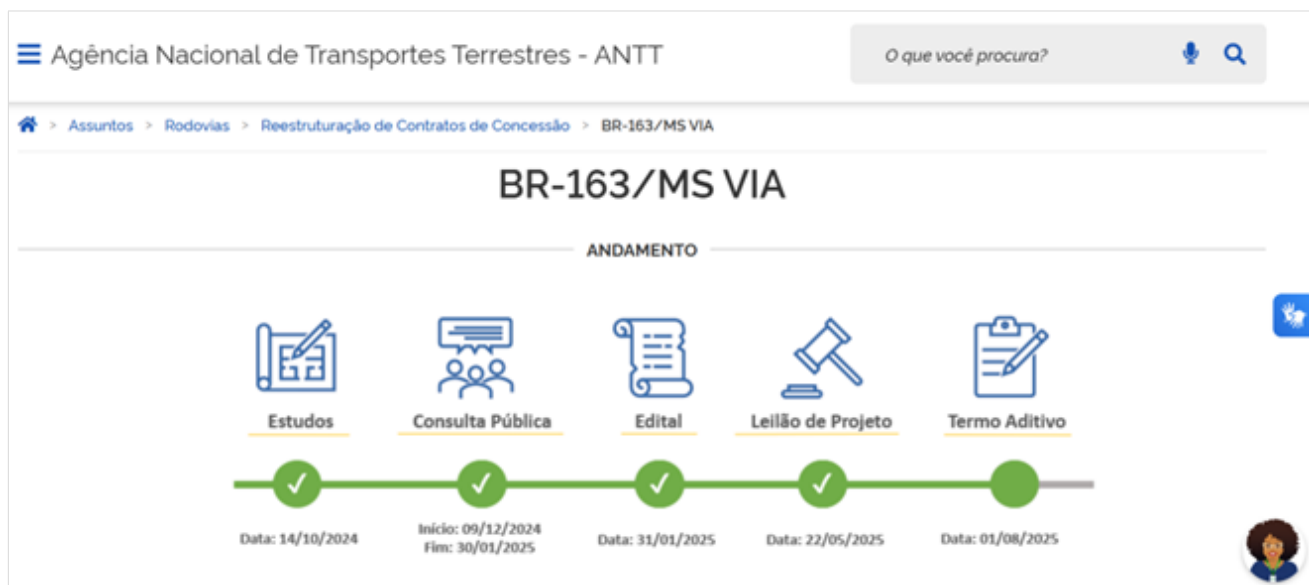 Agência Nacional de Transportes Terrestres - ANTT
O que você procura?
> Assuntos > Rodovias > Reestruturação de Contratos de Concessão > BR-163/MS VIA
BR-163/MS VIA
ANDAMENTO
Estudos
Consulta Pública
Edital
Leilão de Projeto
Termo Aditivo
Data: 14/10/2024
Início: 09/12/2024
Fim: 30/01/2025
Data: 31/01/2025
Data: 22/05/2025
Data: 01/08/2025